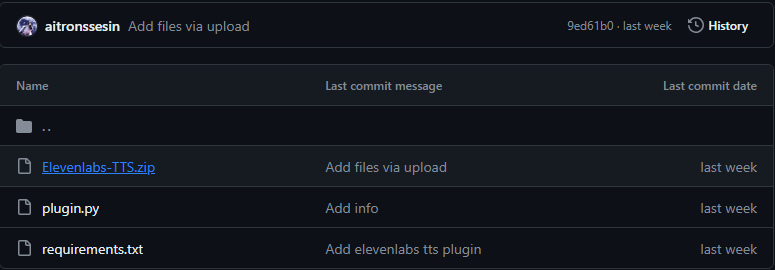 aitronssesin Add files via upload 9ed61b0 · last week History
Name Last commit message Last commit date
..
Elevenlabs-TTS.zip Add files via upload last week
plugin.py Add info last week
requirements.txt Add elevenlabs tts plugin last week